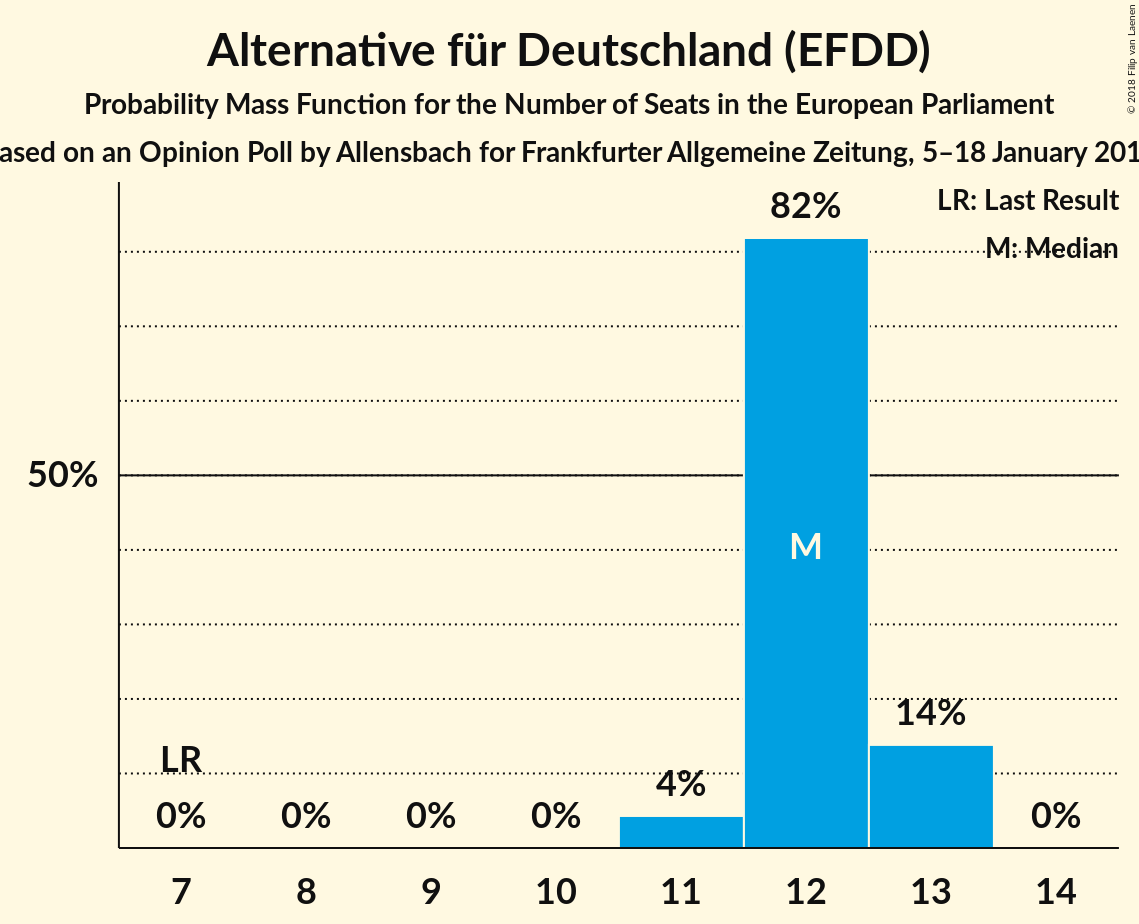 Alternative für Deutschland (EFDD)
Probability Mass Function for the Number of Seats in the European Parliament
ased on an Opinion Poll by Allensbach for Frankfurter Allgemeine Zeitung, 5–18 January 201
© 2018 Filip van Laenen
LR: Last Result
M: Median
82%
50%
M
14%
LR
4%
0% 0% 0% 0% 0%
7 8 9 10 11 12 13 14